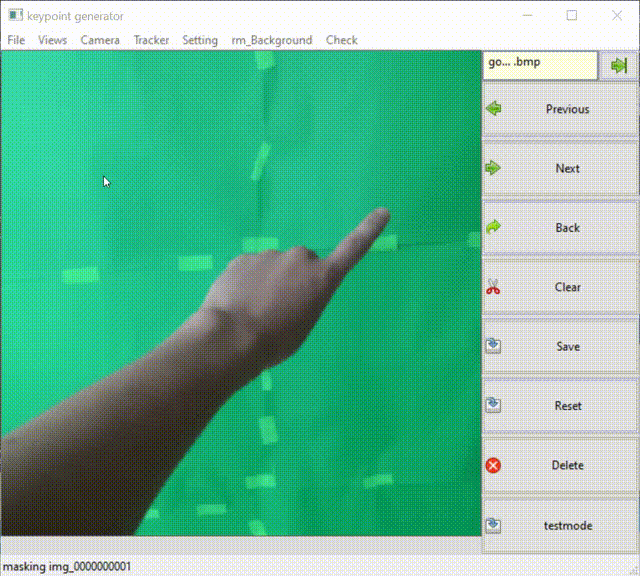 keypoint generator
File Views Camera Tracker Setting rm_Background Check
go... .bmp
Previous
Next
Back
Clear
Save
Reset
Delete
testmode
masking img_0000000001